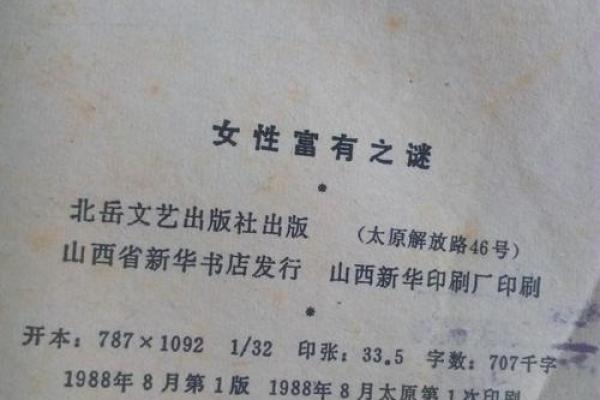 女性富有之谜
北岳文艺出版社出版 （太原解放路46号）
山西省新华书店发行 山西新华印刷厂印刷
开本：787×1092 1/32 印张：33.5 字数：707千字
1988年8月第1版 1988年8月太原第1次印刷